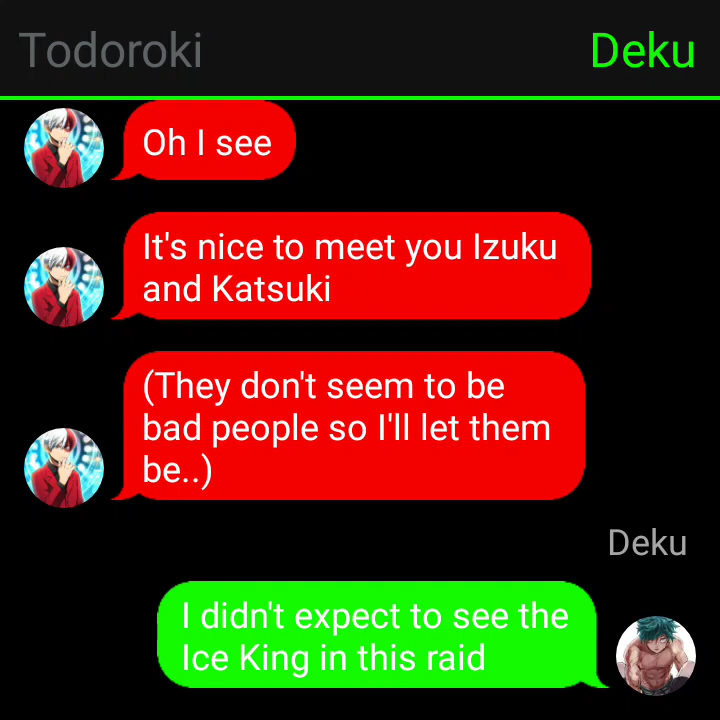 Todoroki
Deku
Oh I see
It's nice to meet you Izuku
and Katsuki
(They don't seem to be
bad people so I'll let them
be..)
Deku
I didn't expect to see the
Ice King in this raid